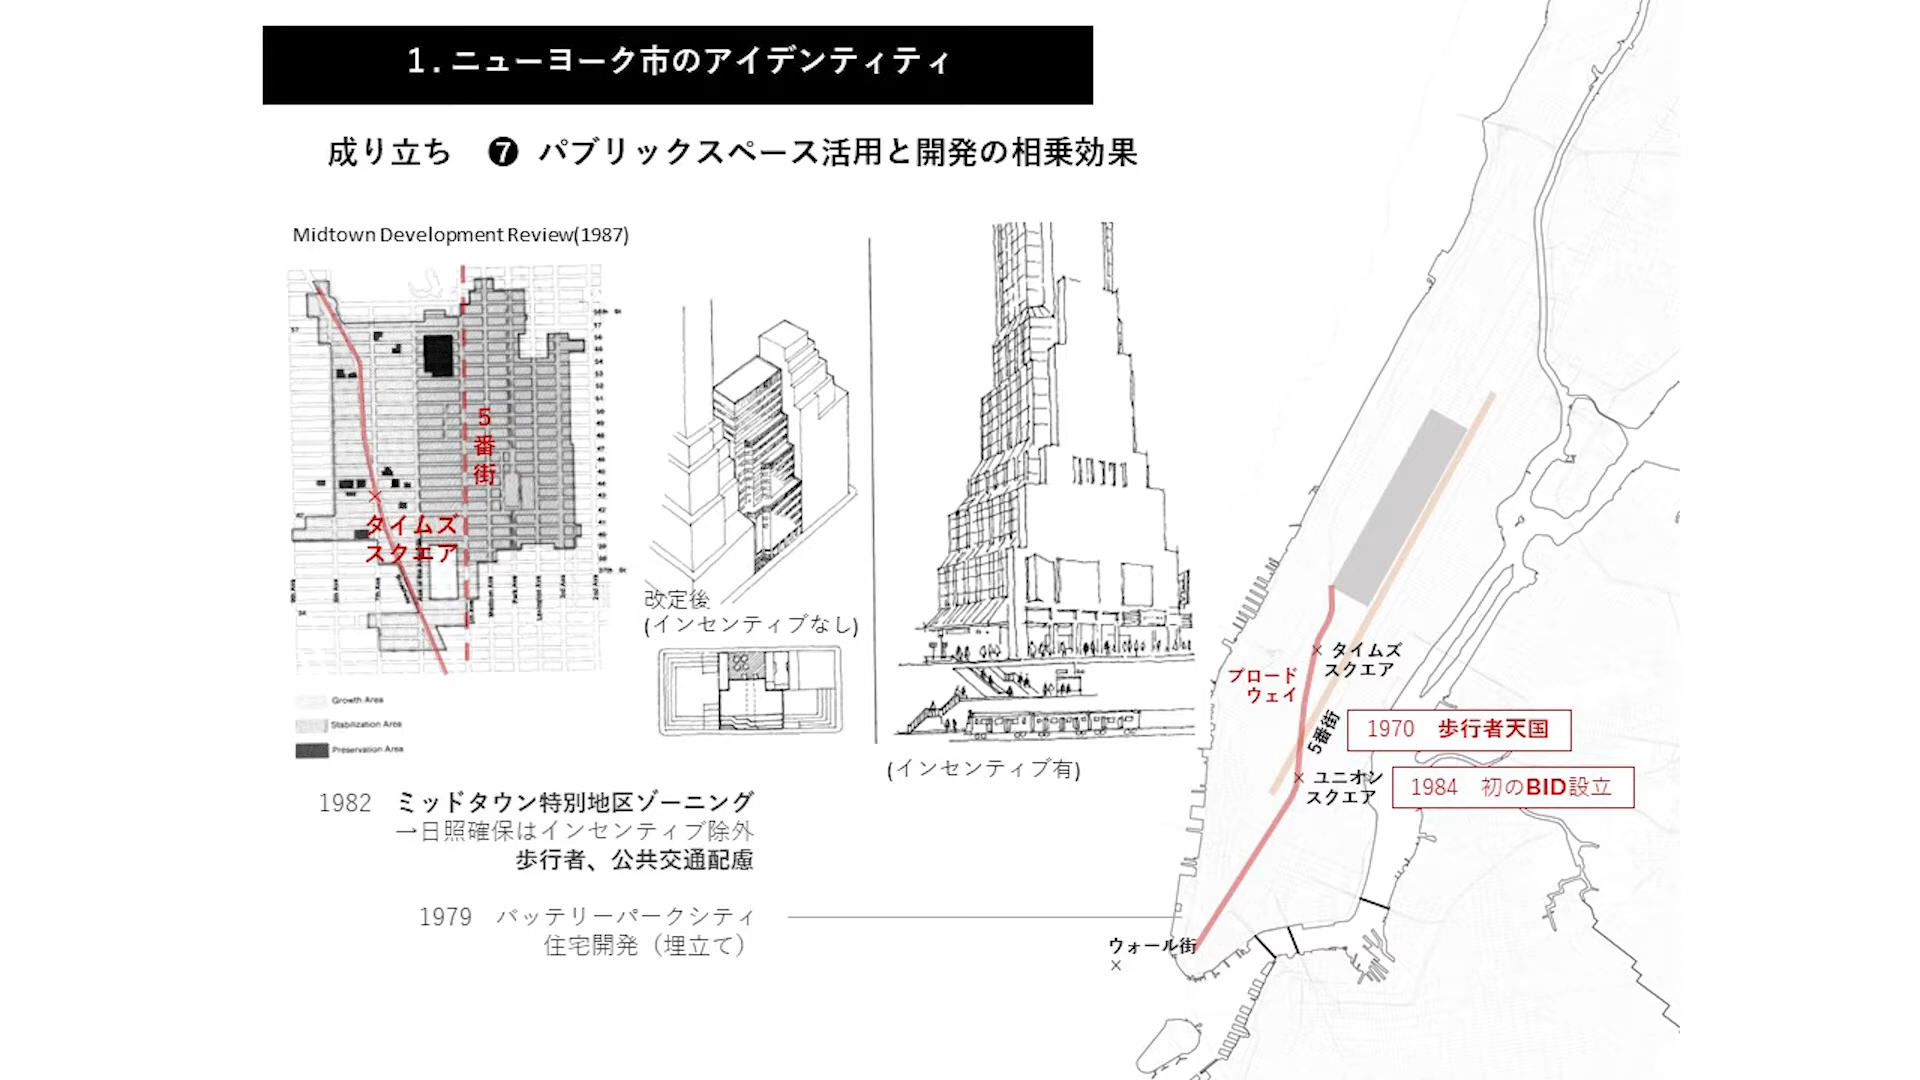 1. ニューヨーク市のアイデンティティ
成り立ち ❼ パブリックスペース活用と開発の相乗効果
Midtown Development Review(1987)
5番街
タイムズ
スクエア
Growth Area
Stabilization Area
Preservation Area
改定後
(インセンティブなし)
(インセンティブ有)
1982 ミッドタウン特別地区ゾーニング
→日照確保はインセンティブ除外
歩行者、公共交通配慮
1979 バッテリーパークシティ
住宅開発（埋立て）
× タイムズ
スクエア
ブロード
ウェイ
5番街
1970 歩行者天国
× ユニオン
スクエア
1984 初のBID設立
ウォール街
×